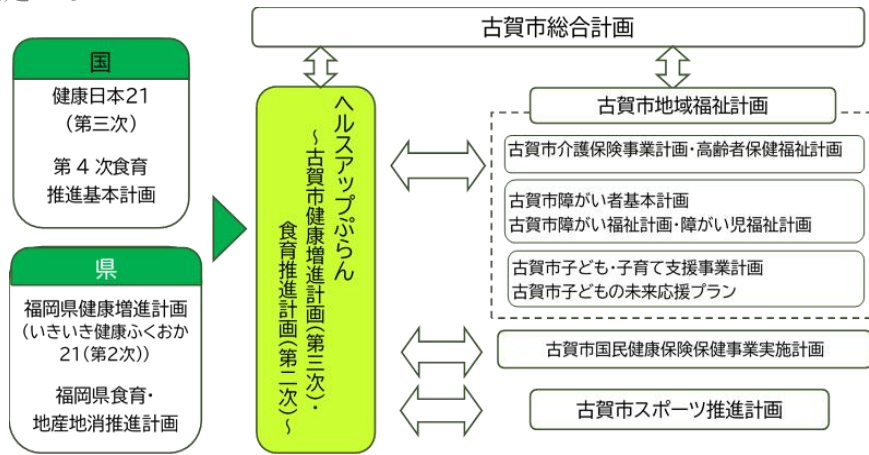 古賀市総合計画
国
健康日本21
（第三次）
第４次食育
推進基本計画
県
福岡県健康増進計画
（いきいき健康ふくおか
21（第2次））
福岡県食育・
地産地消推進計画
ヘルスアップぷらん
～古賀市健康増進計画（第三次）・
食育推進計画（第二次）～
古賀市地域福祉計画
古賀市介護保険事業計画・高齢者保健福祉計画
古賀市障がい者基本計画
古賀市障がい福祉計画・障がい児福祉計画
古賀市子ども・子育て支援事業計画
古賀市子どもの未来応援プラン
古賀市国民健康保険保健事業実施計画
古賀市スポーツ推進計画